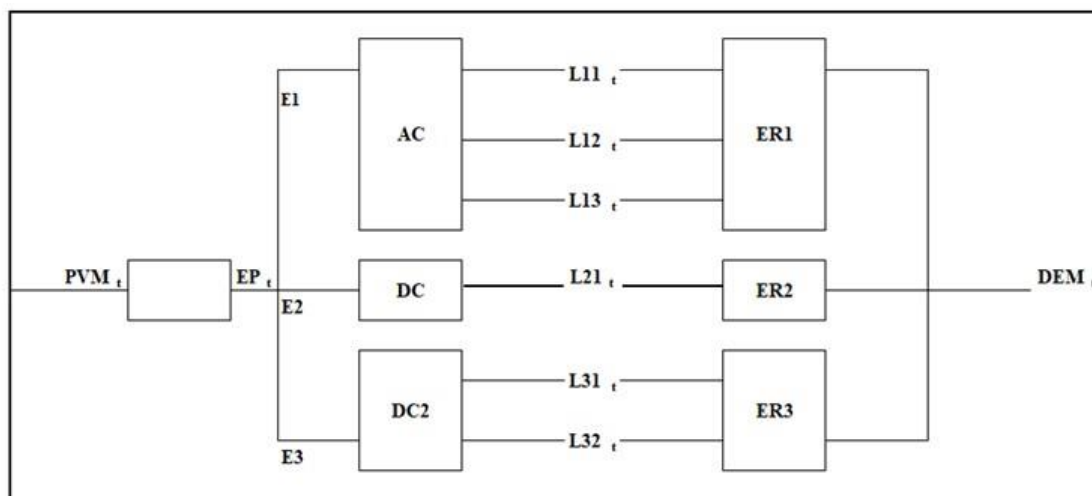 L11 t
E1
AC
L12 t
ER1
L13 t
PVM t
EP t
E2
DC
L21 t
ER2
DEM t
L31 t
DC2
ER3
E3
L32 t